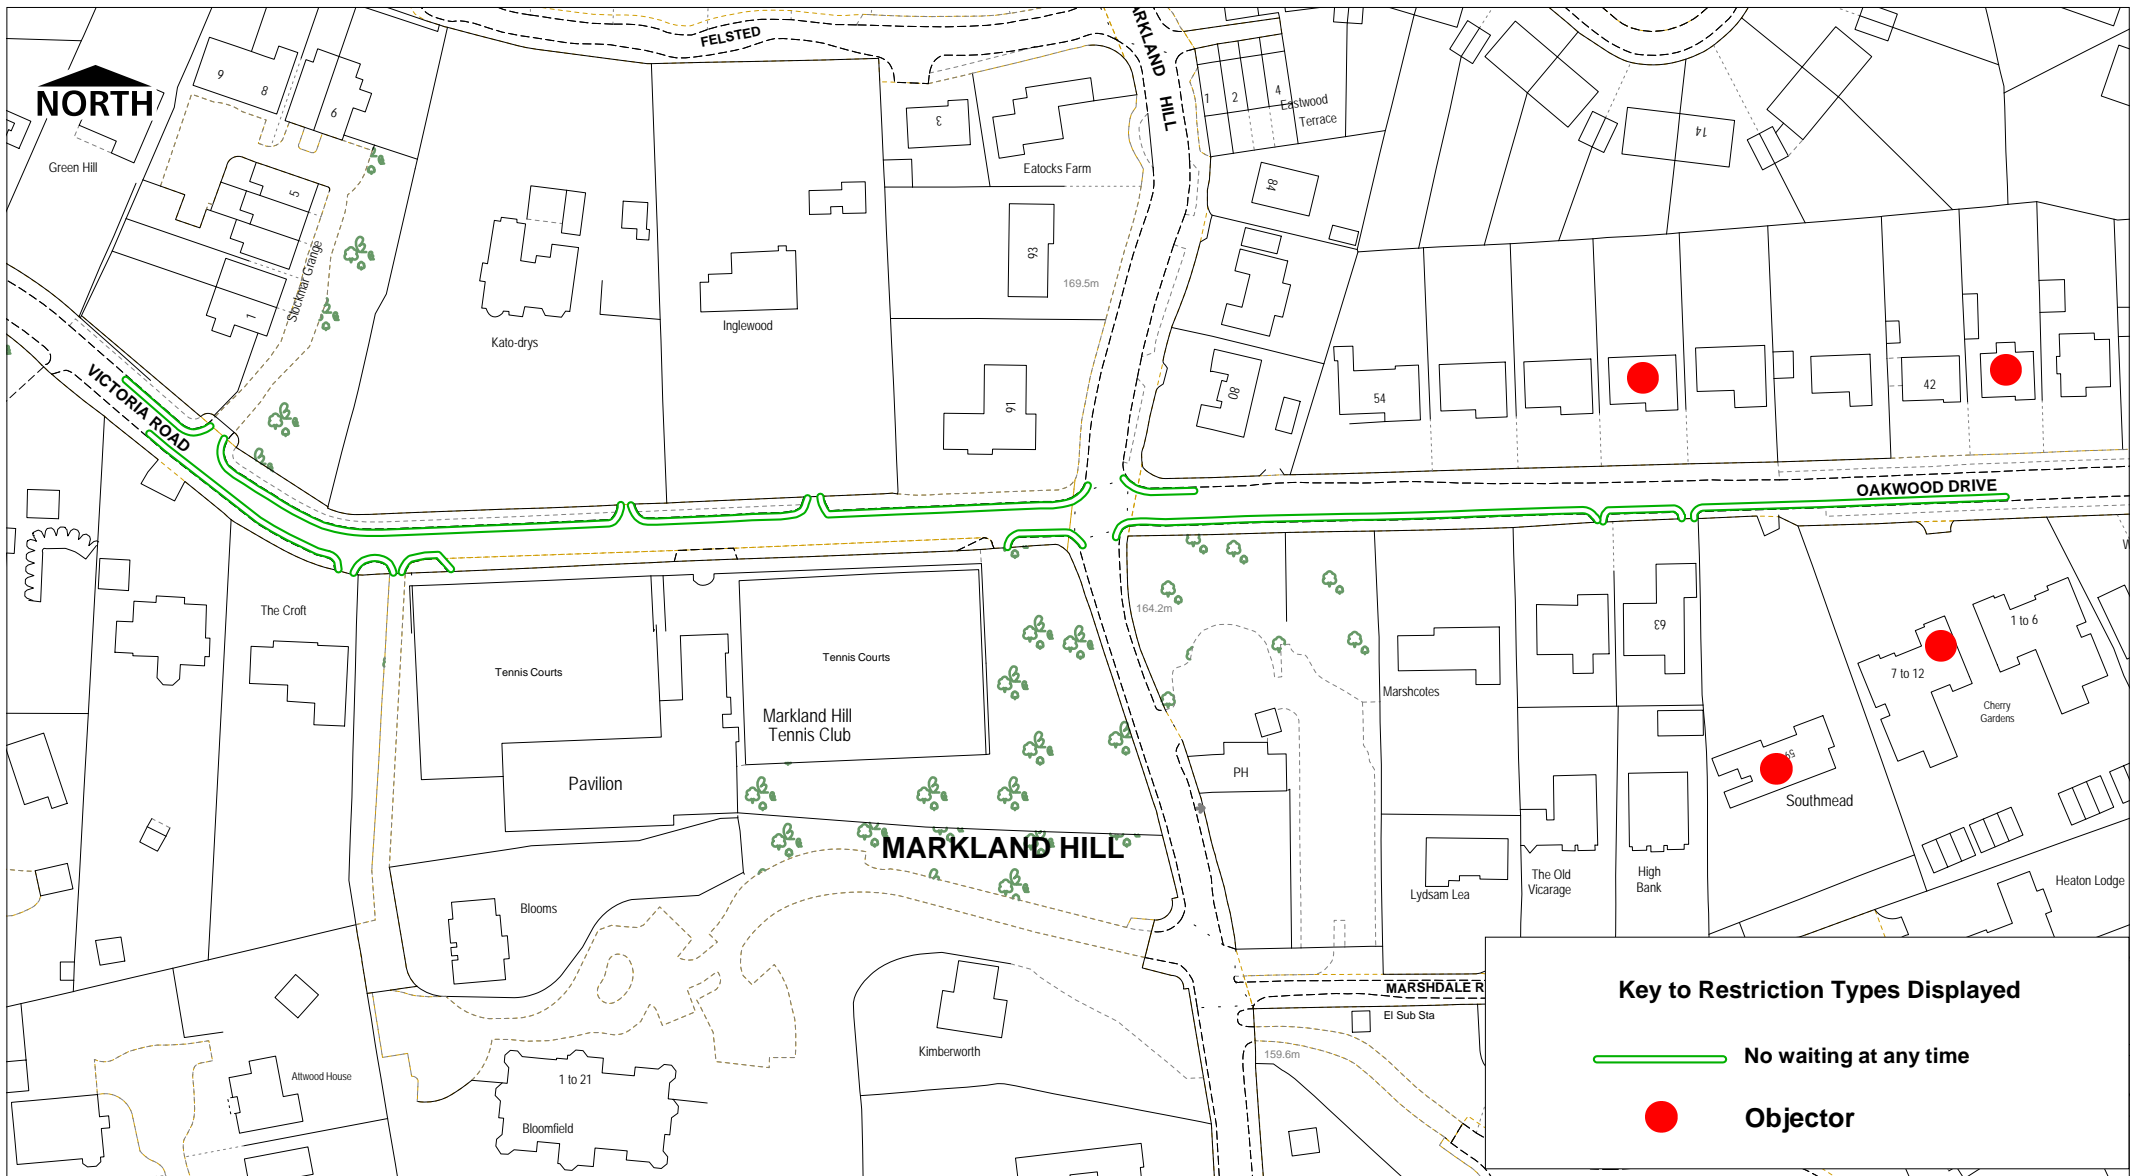 FELSTED
MARKLAND HILL
NORTH
9
8
6
Green Hill
5
Stockmar Grange
1
3
Eatocks Farm
1
2
4
Eastwood
Terrace
14
84
93
169.5m
Kato-drys
Inglewood
91
80
54
42
VICTORIA ROAD
OAKWOOD DRIVE
The Croft
Tennis Courts
Tennis Courts
Markland Hill
Tennis Club
Pavilion
164.2m
Marshcotes
63
1 to 6
7 to 12
Cherry
Gardens
PH
59
Southmead
MARKLAND HILL
Blooms
Lydsam Lea
The Old
Vicarage
High
Bank
Heaton Lodge
MARSHDALE R
El Sub Sta
Kimberworth
159.6m
Attwood House
1 to 21
Bloomfield
Key to Restriction Types Displayed
No waiting at any time
Objector